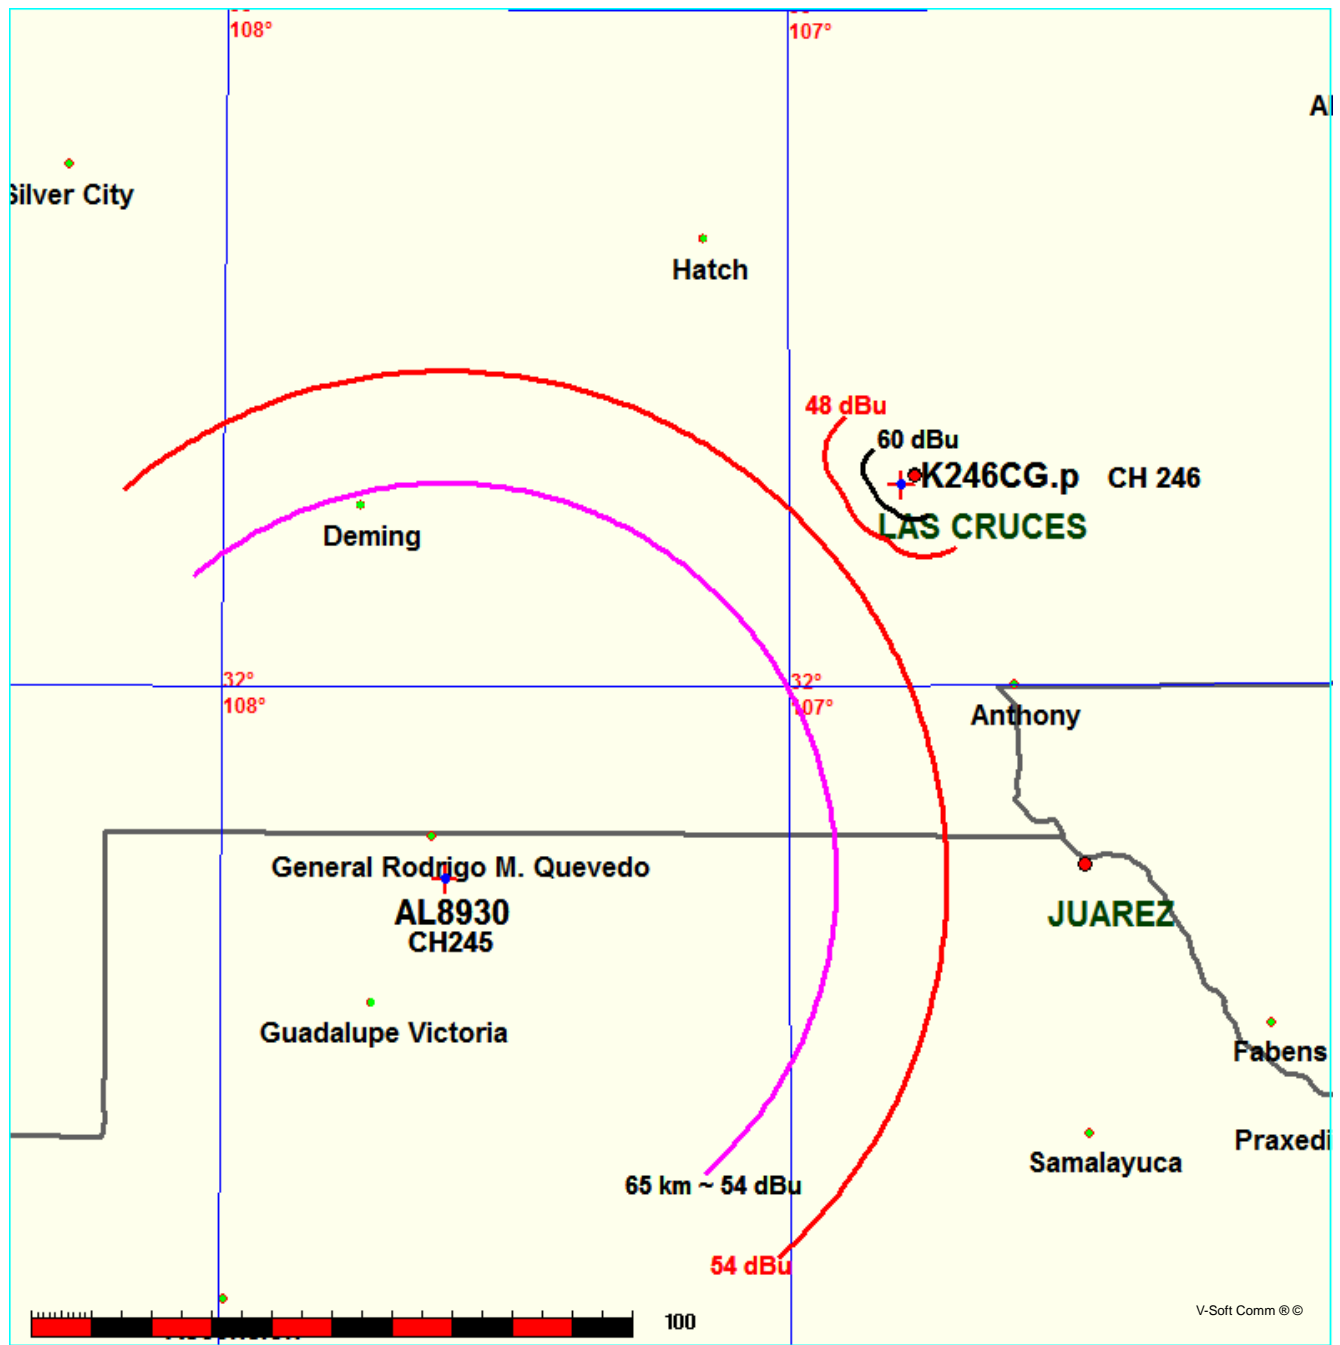 108°
107°
Silver City
Hatch
48 dBu
60 dBu
K246CG.p CH 246
LAS CRUCES
Deming
32°
108°
32°
107°
Anthony
General Rodrigo M. Quevedo
AL8930
CH245
JUAREZ
Guadalupe Victoria
Fabens
Samalayuca
Praxedi
65 km ~ 54 dBu
54 dBu
100
V-Soft Comm ® ©